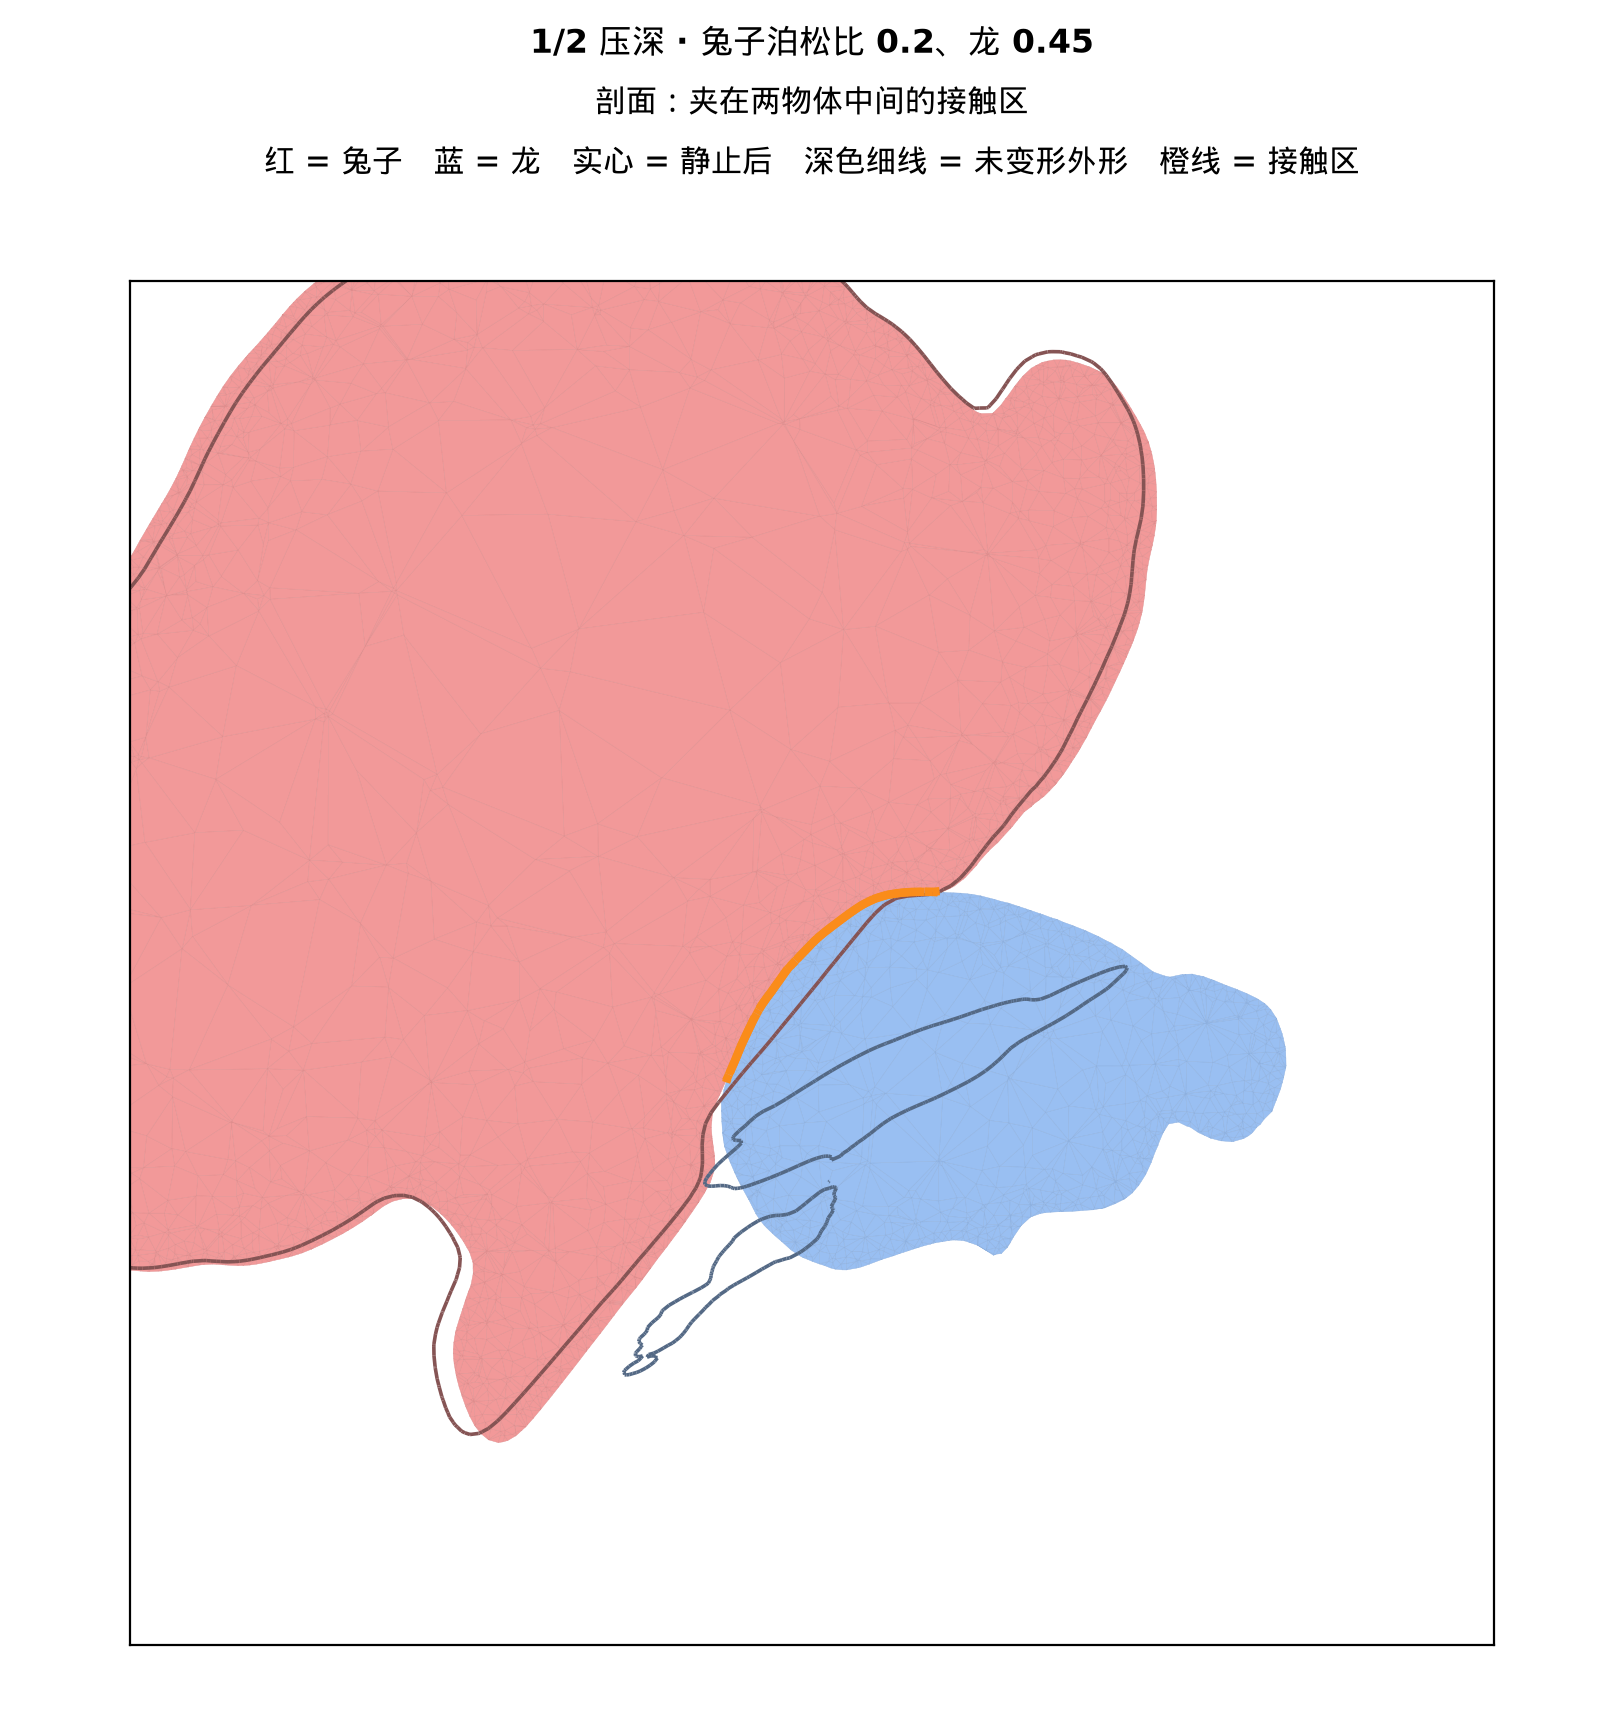 1/2 压深 · 兔子泊松比 0.2、龙 0.45
剖面：夹在两物体中间的接触区
红 = 兔子 蓝 = 龙 实心 = 静止后 深色细线 = 未变形外形 橙线 = 接触区